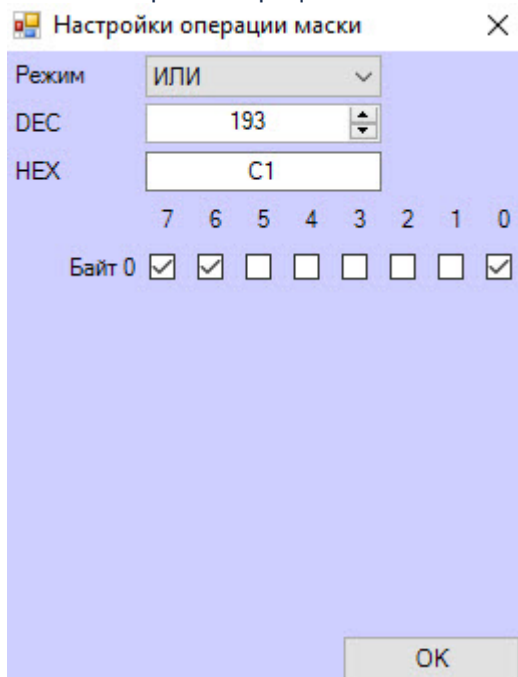 Настройки операции маски
Режим ИЛИ
DEC 193
HEX C1
7 6 5 4 3 2 1 0
Байт 0
OK